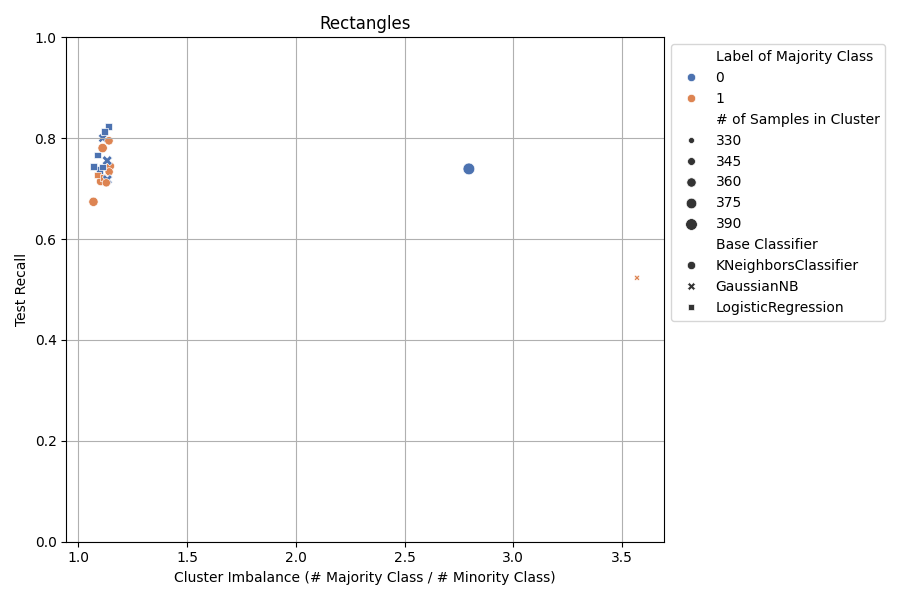 Rectangles
1.0
0.8
0.6
0.4
0.2
0.0
Test Recall
1.0 1.5 2.0 2.5 3.0 3.5
Cluster Imbalance (# Majority Class / # Minority Class)
Label of Majority Class
0
1
# of Samples in Cluster
330
345
360
375
390
Base Classifier
KNeighborsClassifier
GaussianNB
LogisticRegression